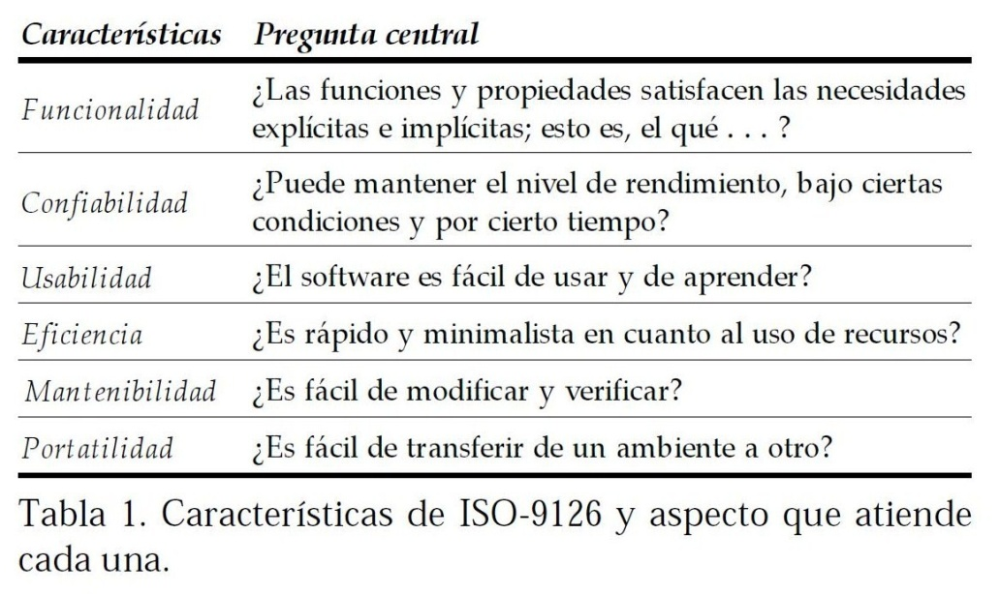 Características Pregunta central
Funcionalidad ¿Las funciones y propiedades satisfacen las necesidades
explícitas e implícitas; esto es, el qué . . . ?
Confiabilidad ¿Puede mantener el nivel de rendimiento, bajo ciertas
condiciones y por cierto tiempo?
Usabilidad ¿El software es fácil de usar y de aprender?
Eficiencia ¿Es rápido y minimalista en cuanto al uso de recursos?
Mantenibilidad ¿Es fácil de modificar y verificar?
Portatilidad ¿Es fácil de transferir de un ambiente a otro?
Tabla 1. Características de ISO-9126 y aspecto que atiende
cada una.